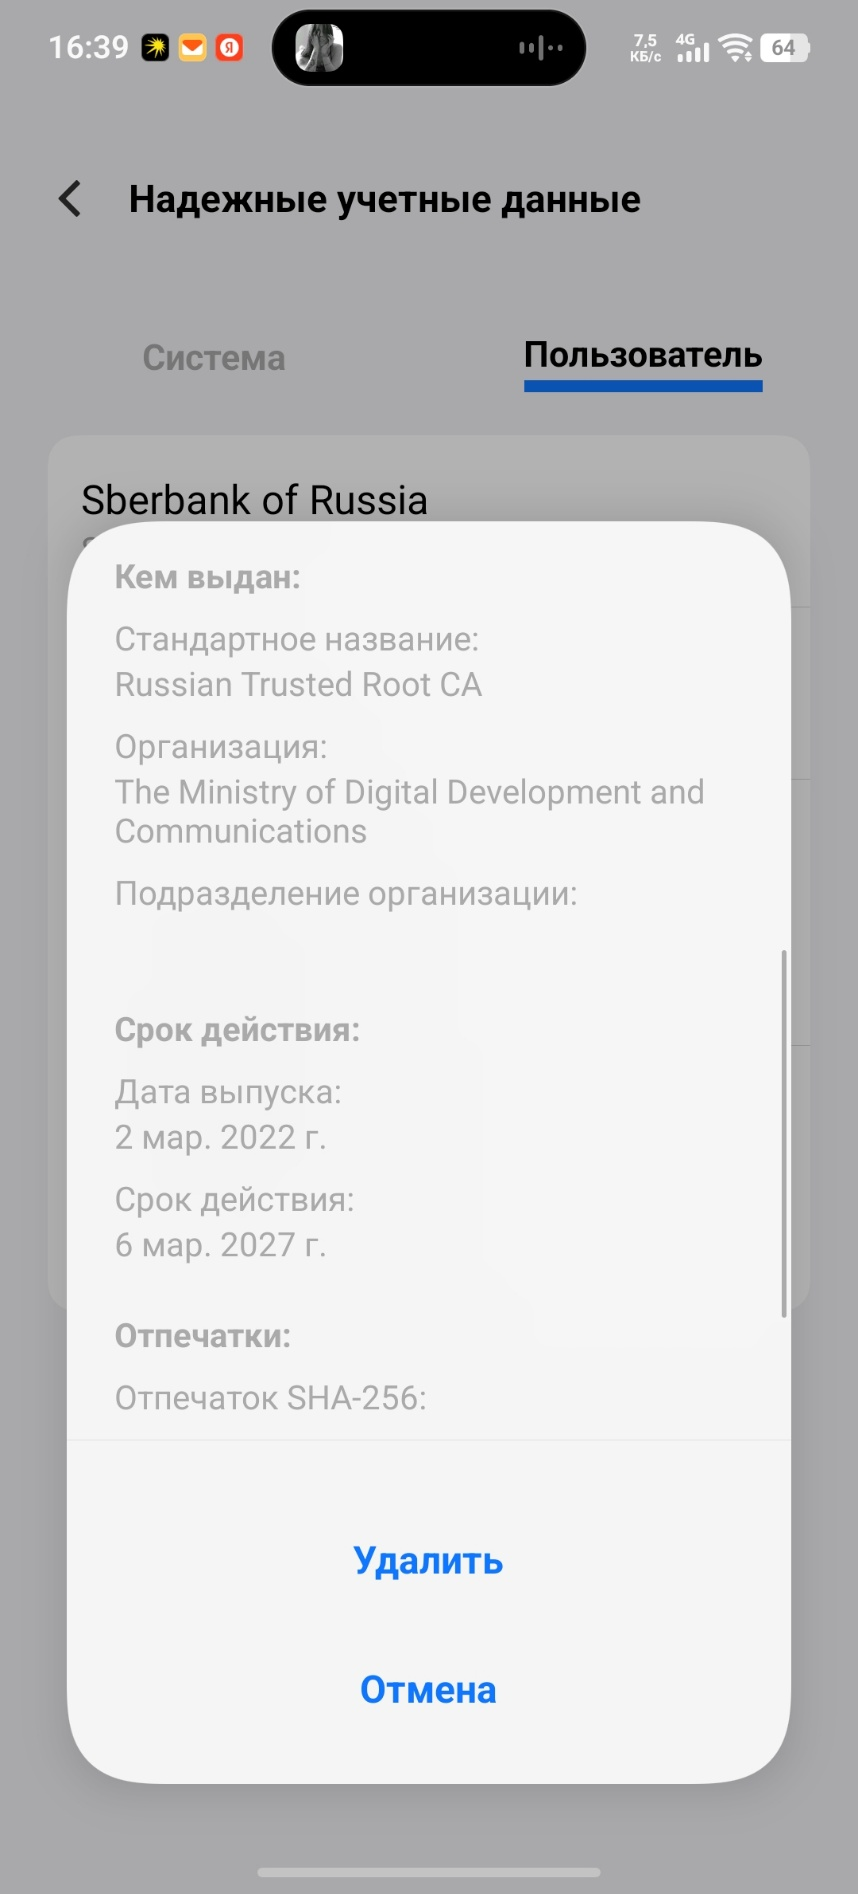 16:39
Я
7,5
КБ/с
4G
64
Надежные учетные данные
Система
Пользователь
Sberbank of Russia
Кем выдан:
Стандартное название:
Russian Trusted Root CA
Организация:
The Ministry of Digital Development and
Communications
Подразделение организации:
Срок действия:
Дата выпуска:
2 мар. 2022 г.
Срок действия:
6 мар. 2027 г.
Отпечатки:
Отпечаток SHA-256:
Удалить
Отмена